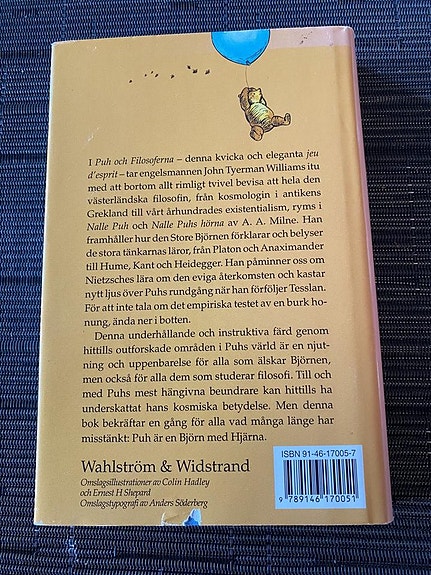 I Puh och Filosoferna – denna kvicka och eleganta jeu
d'esprit – tar engelsmannen John Tyerman Williams itu
med att bortom allt rimligt tvivel bevisa att hela den
västerländska filosofin, från kosmologin i antikens
Grekland till vårt århundrades existentialism, ryms i
Nalle Puh och Nalle Puhs hörna av A. A. Milne. Han
framhåller hur den Store Björnen förklarar och belyser
de stora tänkarnas läror, från Platon och Anaximander
till Hume, Kant och Heidegger. Han påminner oss om
Nietzsches lära om den eviga återkomsten och kastar
nytt ljus över Puhs rundgång när han förföljer Tesslan.
För att inte tala om det empiriska testet av en burk ho-
nung, ända ner i botten.
Denna underhållande och instruktiva färd genom
hittills outforskade områden i Puhs värld är en njut-
ning och uppenbarelse för alla som älskar Björnen,
men också för alla dem som studerar filosofi. Till och
med Puhs mest hängivna beundrare kan hittills ha
underskattat hans kosmiska betydelse. Men denna
bok bekräftar en gång för alla vad många länge har
misstänkt: Puh är en Björn med Hjärna.
Wahlström & Widstrand
Omslagsillustrationer av Colin Hadley
och Ernest H Shepard
Omslagstypografi av Anders Söderberg
ISBN 91-46-17005-7
9 789146 170051